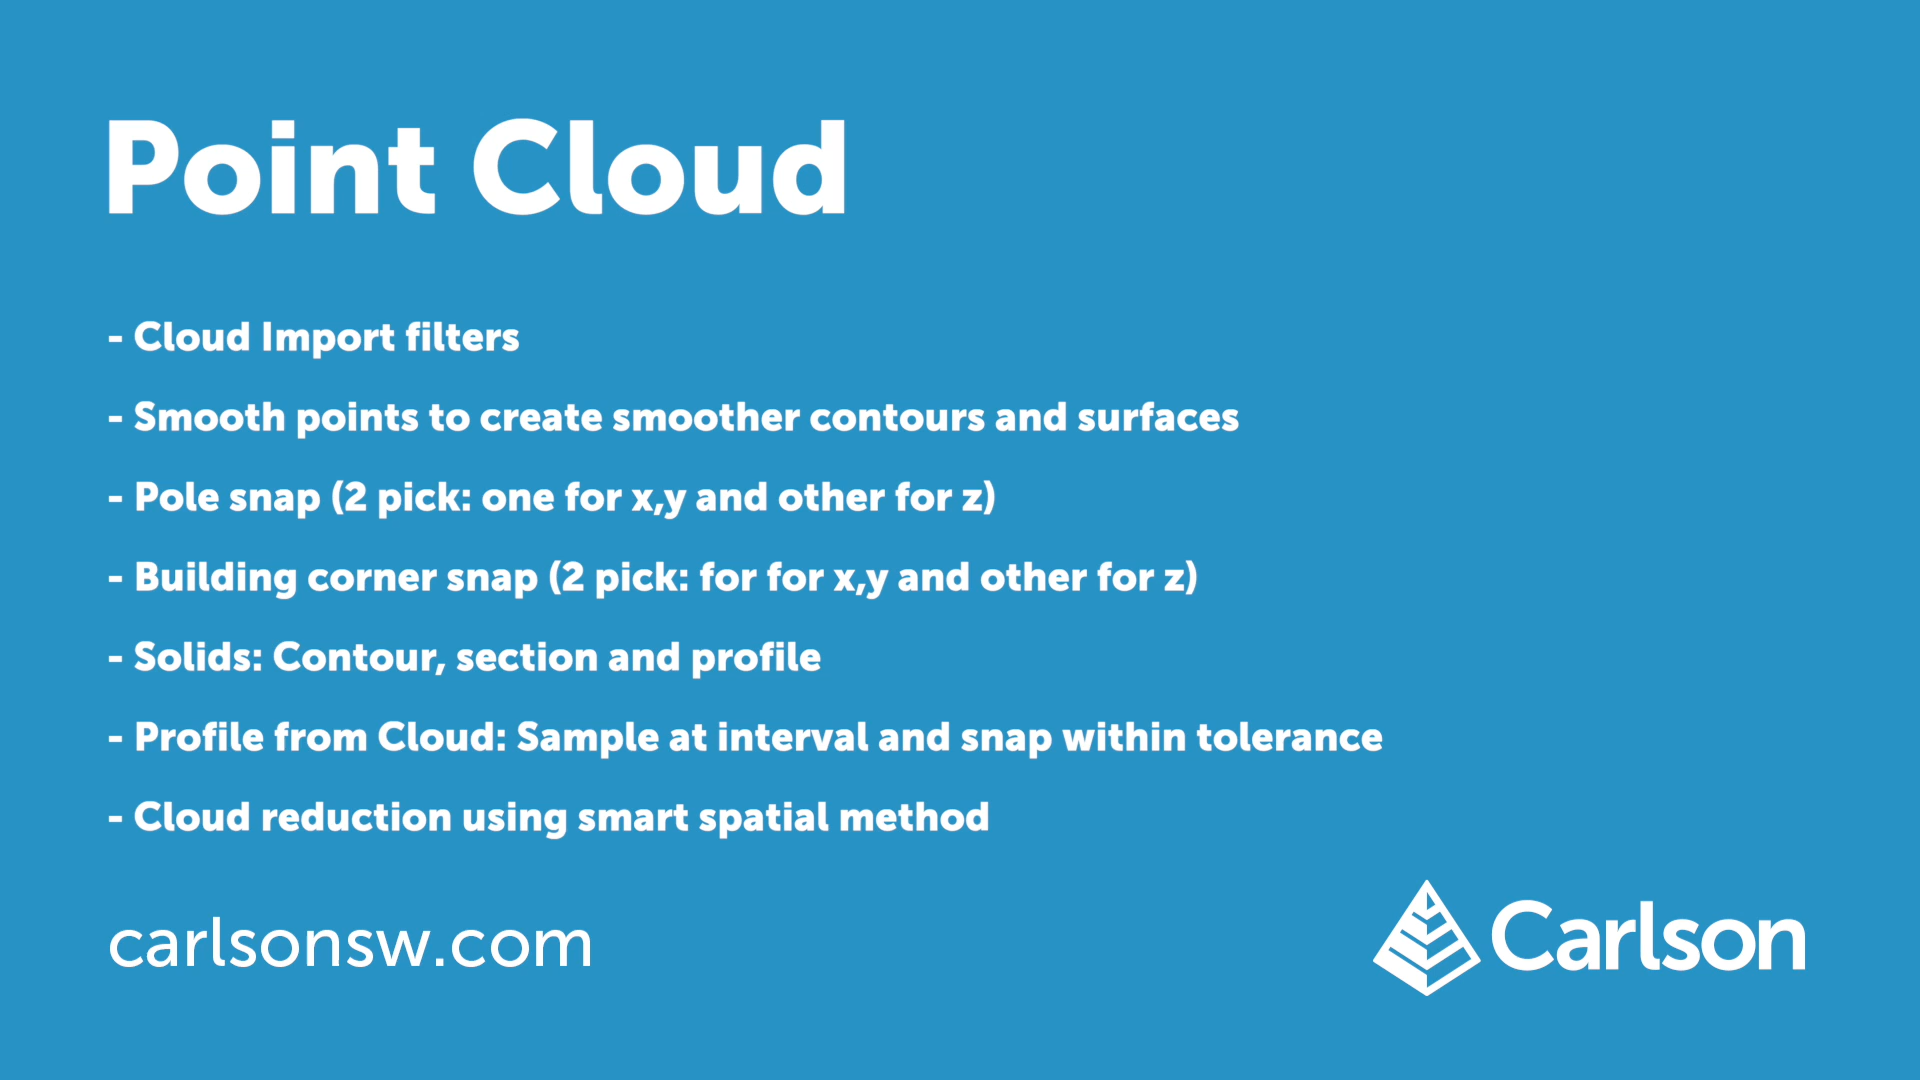 Point Cloud
- Cloud Import filters
- Smooth points to create smoother contours and surfaces
- Pole snap (2 pick: one for x,y and other for z)
- Building corner snap (2 pick: for for x,y and other for z)
- Solids: Contour, section and profile
- Profile from Cloud: Sample at interval and snap within tolerance
- Cloud reduction using smart spatial method
carlsonsw.com
Carlson